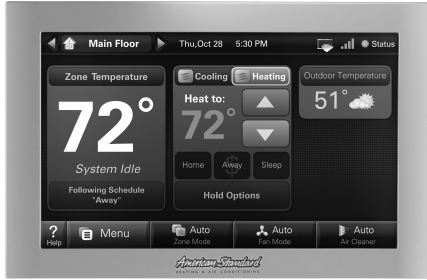 Main Floor
Thu,Oct 28 5:30 PM
Status
Zone Temperature
72°
System Idle
Following Schedule
"Away"
Cooling
Heating
Heat to:
72°
Home
Away
Sleep
Hold Options
Outdoor Temperature
51°
?
Help
Menu
Auto
Zone Mode
Auto
Fan Mode
Auto
Air Cleaner
American Standard
HEATING & AIR CONDITIONING